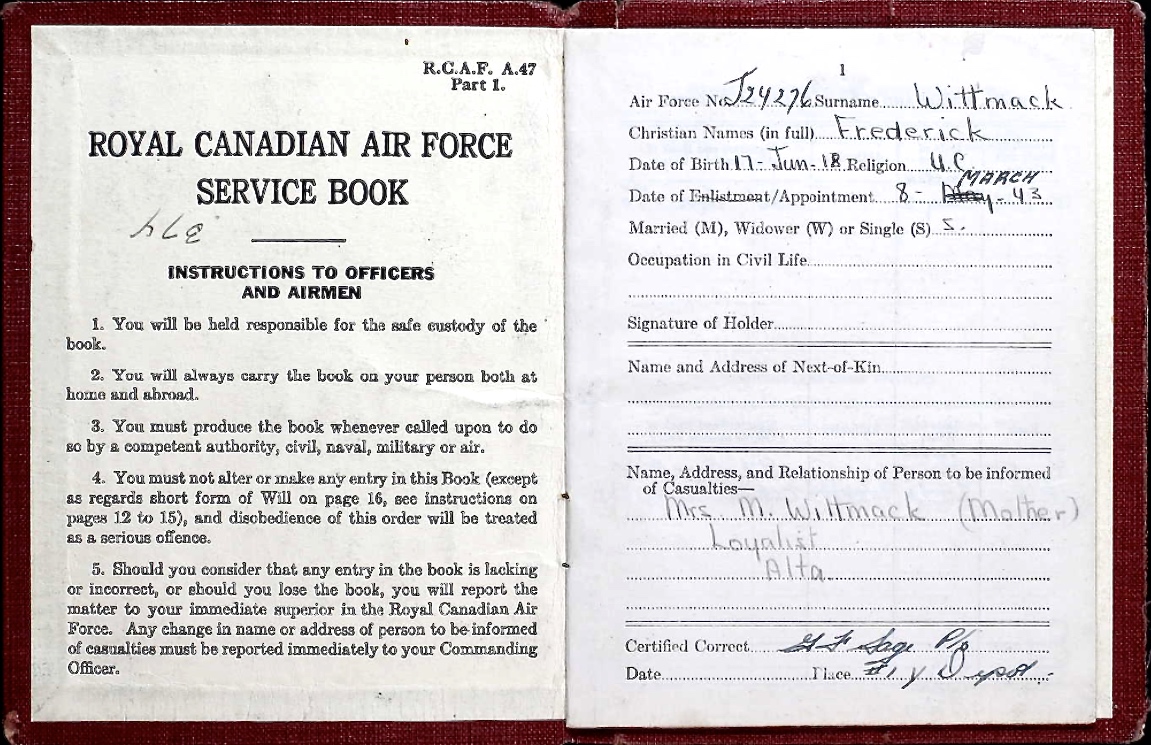 R.C.A.F. A.47
Part 1.
ROYAL CANADIAN AIR FORCE
SERVICE BOOK
INSTRUCTIONS TO OFFICERS
AND AIRMEN
1. You will be held responsible for the safe custody of the
book.
2. You will always carry the book on your person both at
home and abroad.
3. You must produce the book whenever called upon to do
so by a competent authority, civil, naval, military or air.
4. You must not alter or make any entry in this Book (except
as regards short form of Will on page 16, see instructions on
pages 12 to 15), and disobedience of this order will be treated
as a serious offence.
5. Should you consider that any entry in the book is lacking
or incorrect, or should you lose the book, you will report the
matter to your immediate superior in the Royal Canadian Air
Force. Any change in name or address of person to be informed
of casualties must be reported immediately to your Commanding
Officer.
1
Air Force No. J24276 Surname Wittmack
Christian Names (in full) Frederick
Date of Birth 17-Jun-18 Religion U.C.
MARCH
Date of Enlistment/Appointment 8- May-43
Married (M), Widower (W) or Single (S) S.
Occupation in Civil Life
Signature of Holder
Name and Address of Next-of-Kin
Name, Address, and Relationship of Person to be informed
of Casualties—
Mrs. M. Wittmack (Mother)
Loyalist
Alta.
Certified Correct Sage P/O
Date Place #1 Y Depot